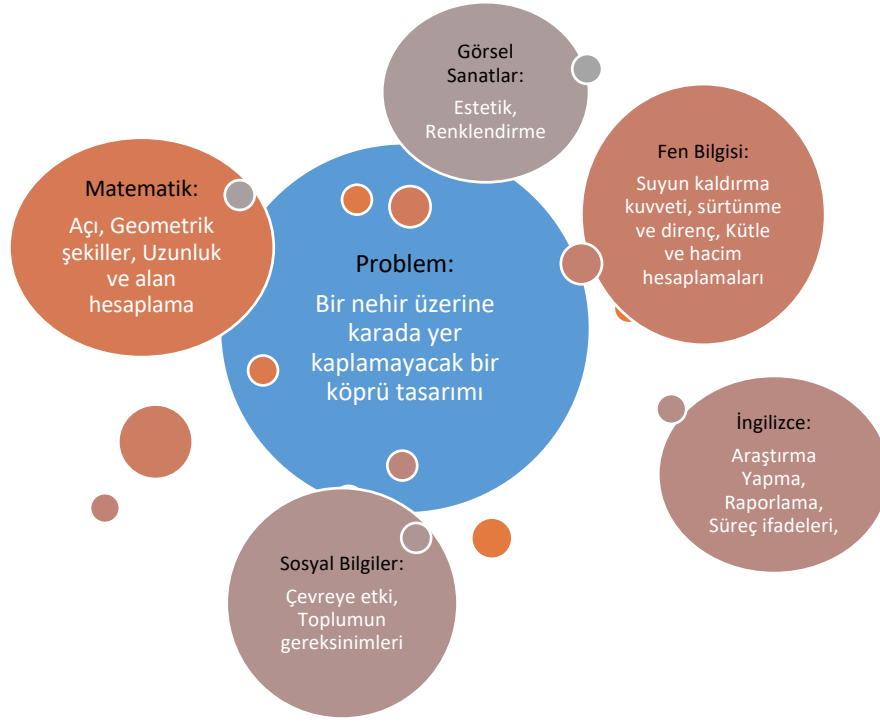 Görsel
Sanatlar:
Estetik,
Renklendirme
Fen Bilgisi:
Suyun kaldırma
kuvveti, sürtünme
ve direnç, Kütle
ve hacim
hesaplamaları
Matematik:
Açı, Geometrik
şekiller, Uzunluk
ve alan
hesaplama
Problem:
Bir nehir üzerine
karada yer
kaplamayacak bir
köprü tasarımı
İngilizce:
Araştırma
Yapma,
Raporlama,
Süreç ifadeleri,
Sosyal Bilgiler:
Çevreye etki,
Toplumun
gereksinimleri